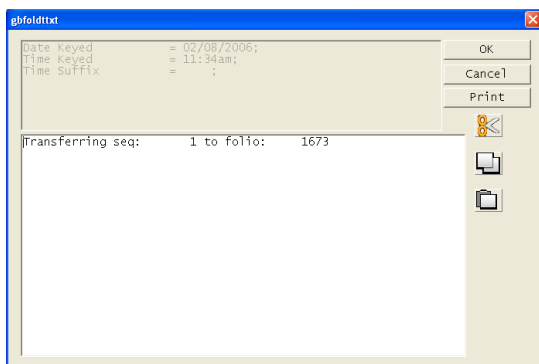 gbfoldttxt
Date Keyed = 02/08/2006;
Time Keyed = 11:34am;
Time Suffix = ;
OK
Cancel
Print
Transferring seq: 1 to folio: 1673